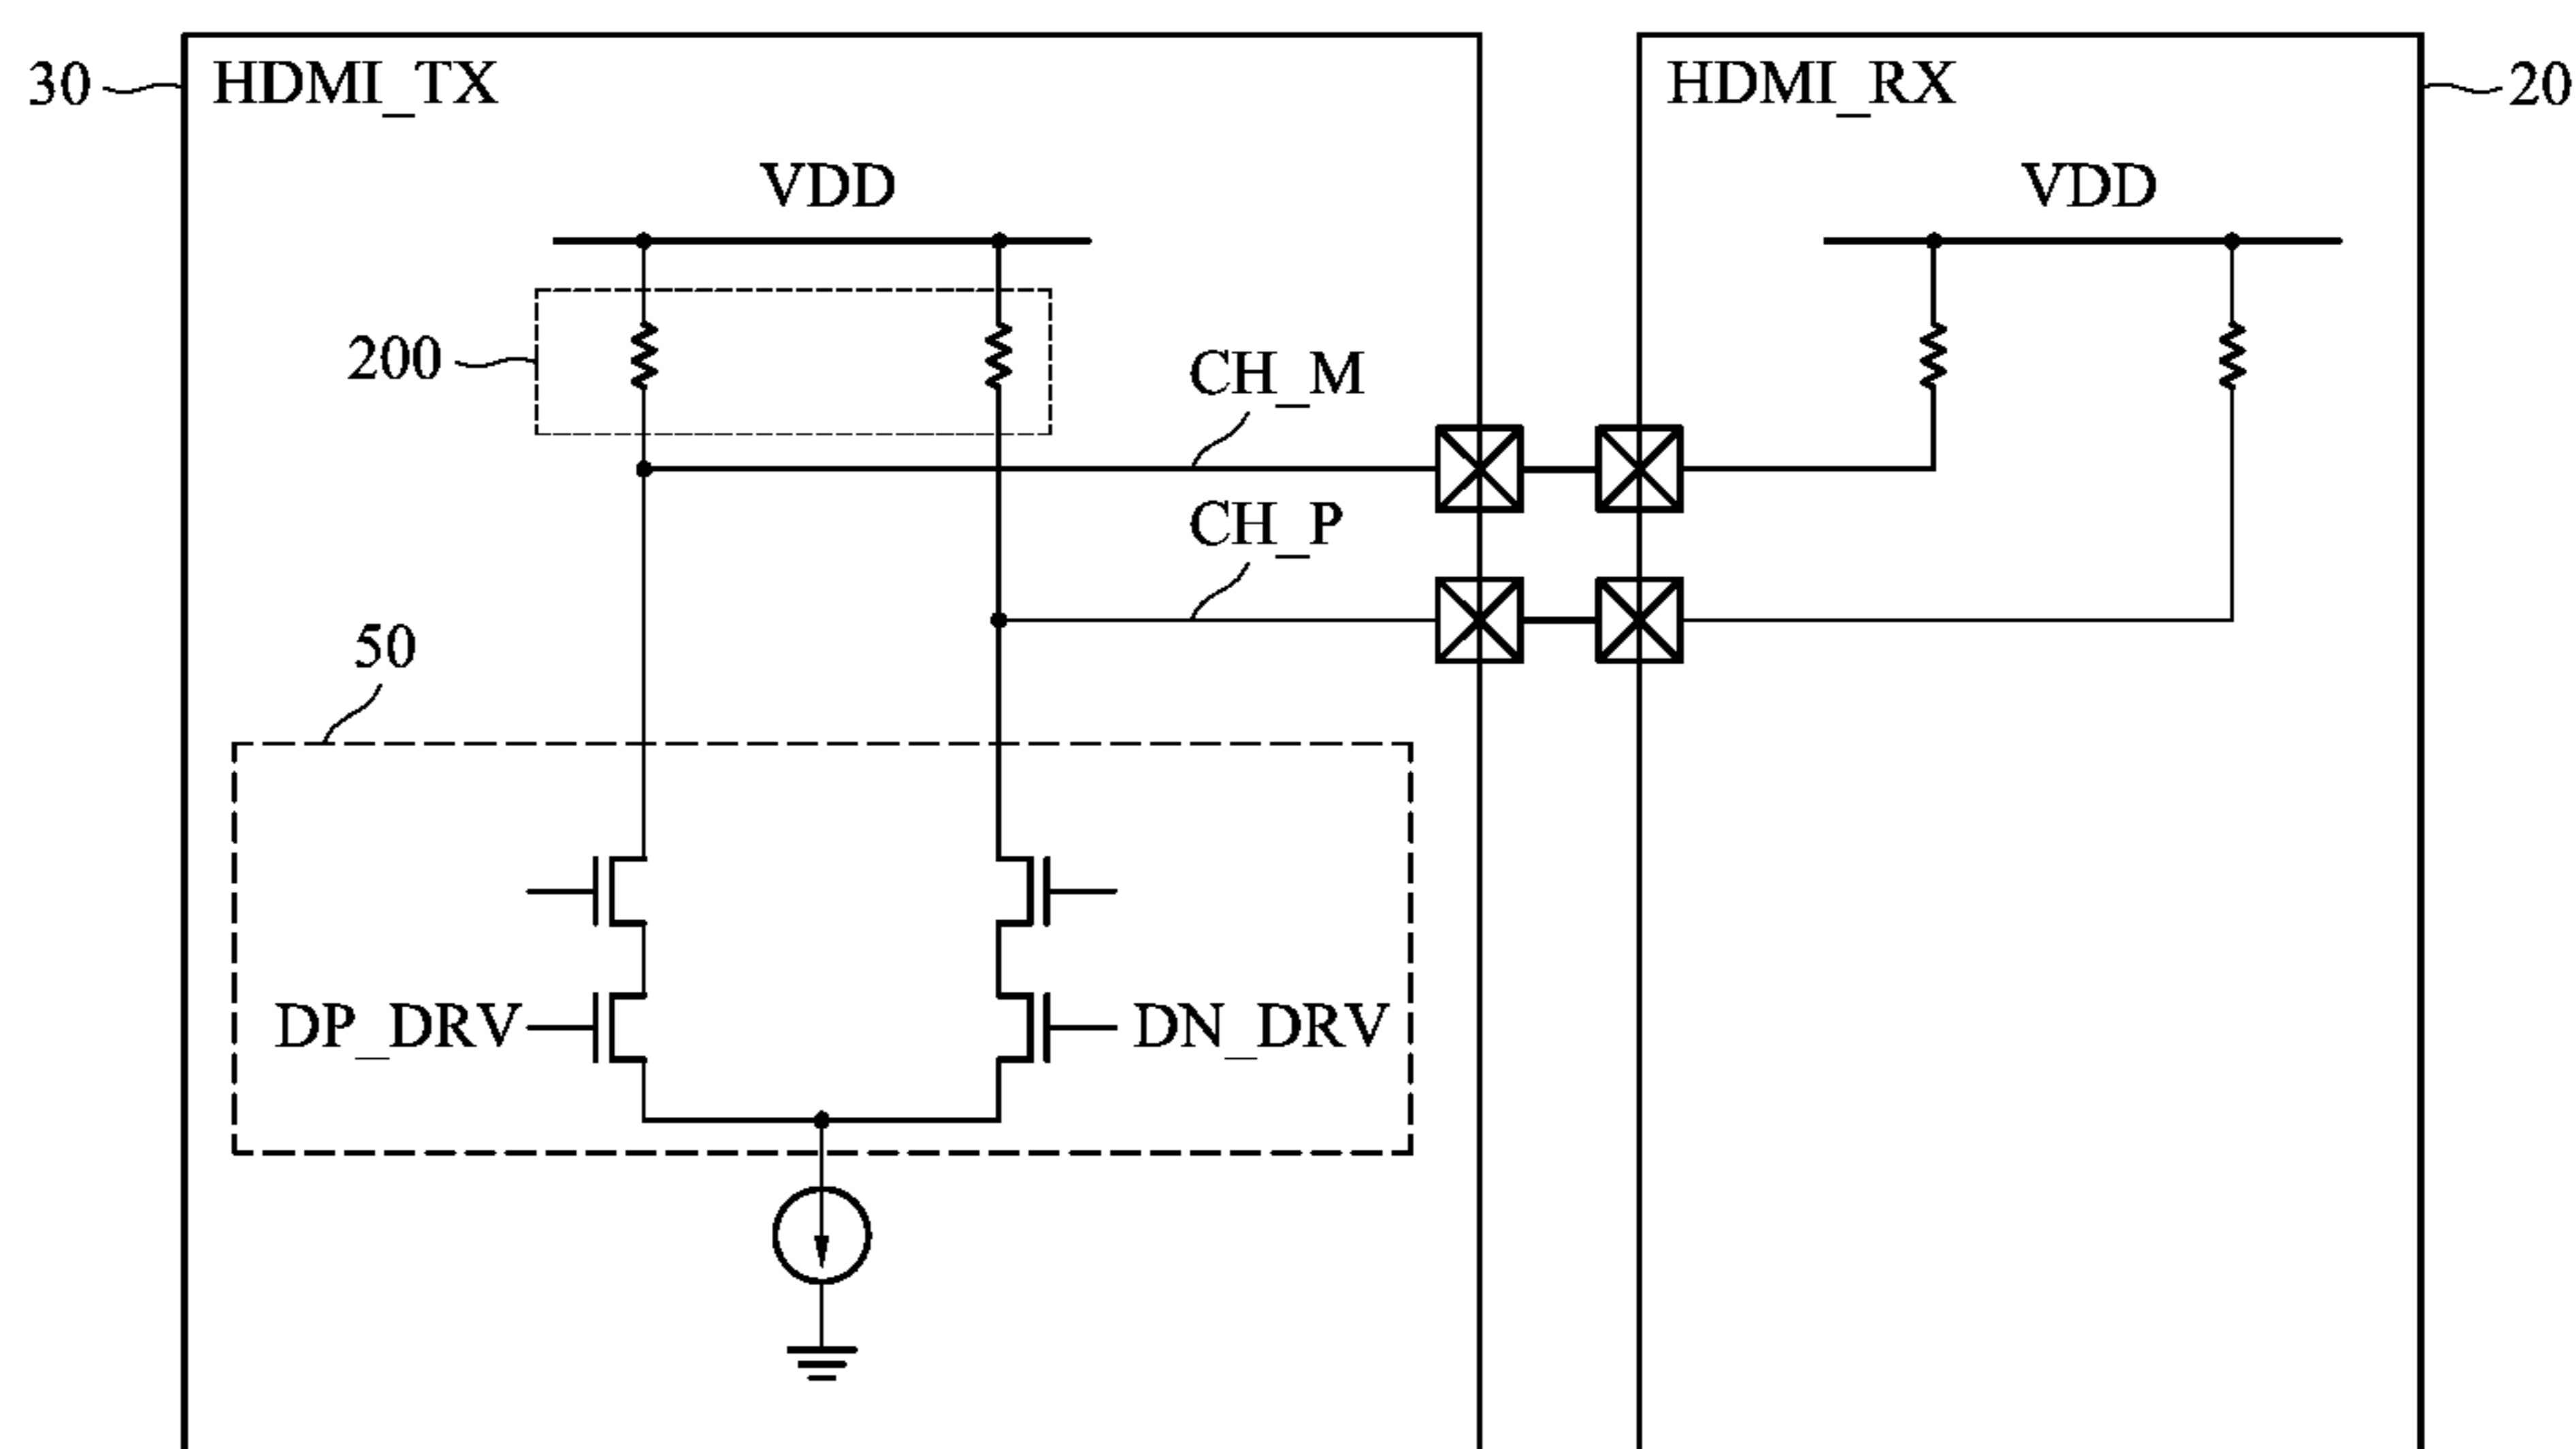 30
HDMI_TX
HDMI_RX
20
VDD
VDD
200
CH_M
CH_P
50
DP_DRV
DN_DRV